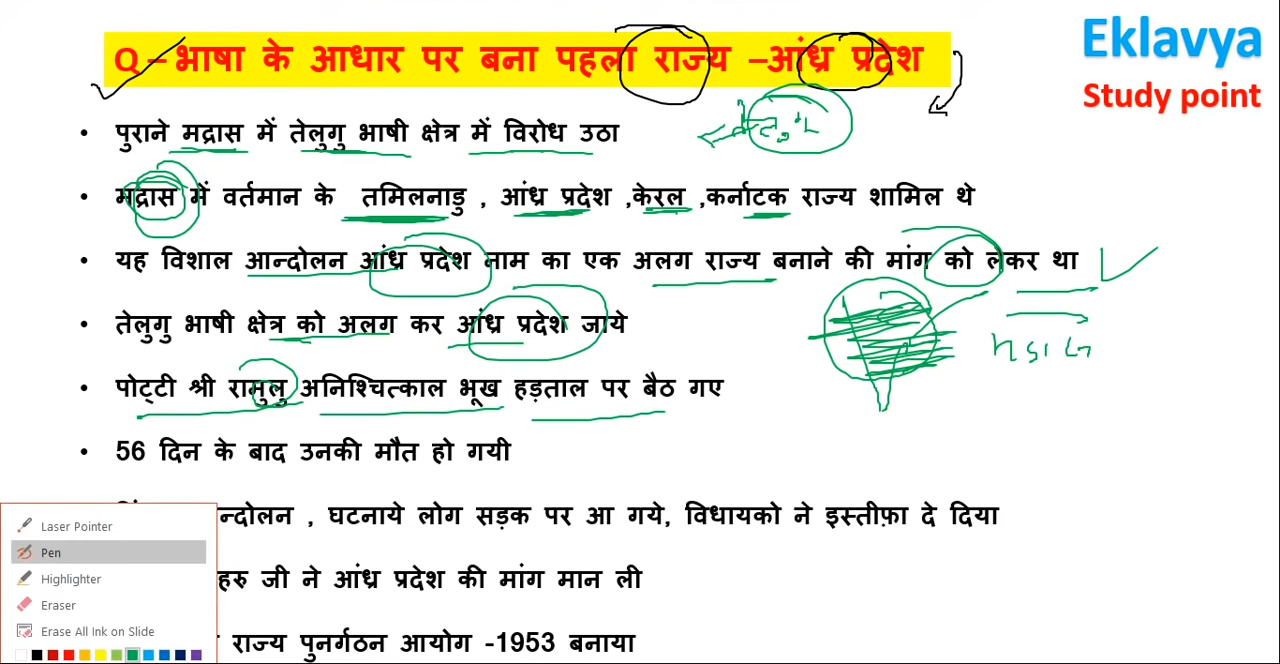 Q – भाषा के आधार पर बना पहला राज्य –आंध्र प्रदेश
Eklavya
Study point
• पुराने मद्रास में तेलुगु भाषी क्षेत्र में विरोध उठा
• मद्रास में वर्तमान के तमिलनाडु , आंध्र प्रदेश ,केरल ,कर्नाटक राज्य शामिल थे
• यह विशाल आन्दोलन आंध्र प्रदेश नाम का एक अलग राज्य बनाने की मांग को लेकर था
• तेलुगु भाषी क्षेत्र को अलग कर आंध्र प्रदेश जाये
• पोट्टी श्री रामुलु अनिश्चित्काल भूख हड़ताल पर बैठ गए
• 56 दिन के बाद उनकी मौत हो गयी
न्दोलन , घटनाये लोग सड़क पर आ गये, विधायको ने इस्तीफ़ा दे दिया
हरु जी ने आंध्र प्रदेश की मांग मान ली
राज्य पुनर्गठन आयोग -1953 बनाया
Laser Pointer
Pen
Highlighter
Eraser
Erase All Ink on Slide